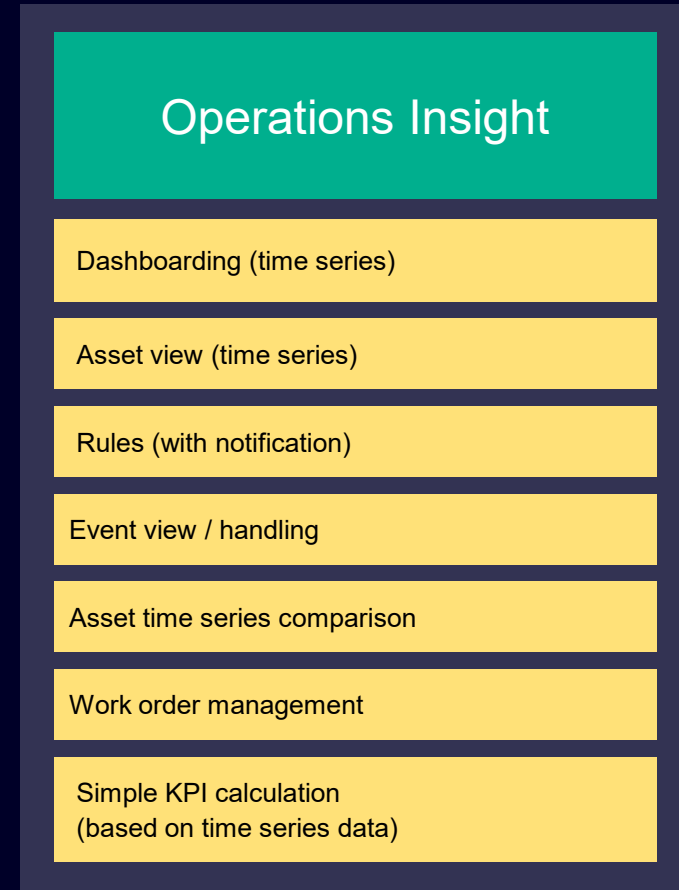 Operations Insight
Dashboarding (time series)
Asset view (time series)
Rules (with notification)
Event view / handling
Asset time series comparison
Work order management
Simple KPI calculation
(based on time series data)